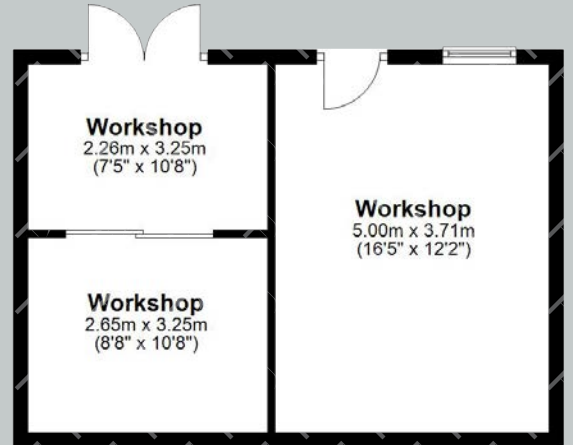 Workshop
2.26m x 3.25m
(7'5" x 10'8")
Workshop
5.00m x 3.71m
(16'5" x 12'2")
Workshop
2.65m x 3.25m
(8'8" x 10'8")